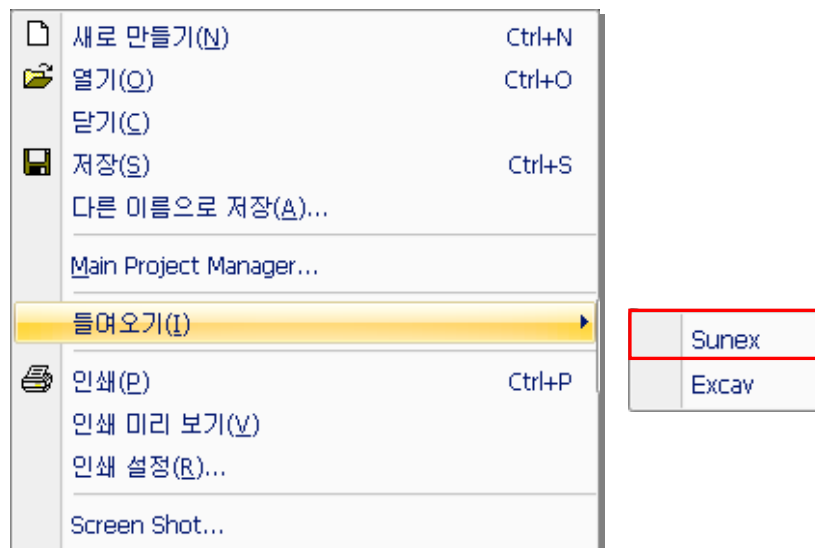 새로 만들기(N) Ctrl+N
열기(O) Ctrl+O
닫기(C)
저장(S) Ctrl+S
다른 이름으로 저장(A)...
Main Project Manager...
들여오기(I)
Sunex
인쇄(P) Ctrl+P
Excav
인쇄 미리 보기(V)
인쇄 설정(R)...
Screen Shot...